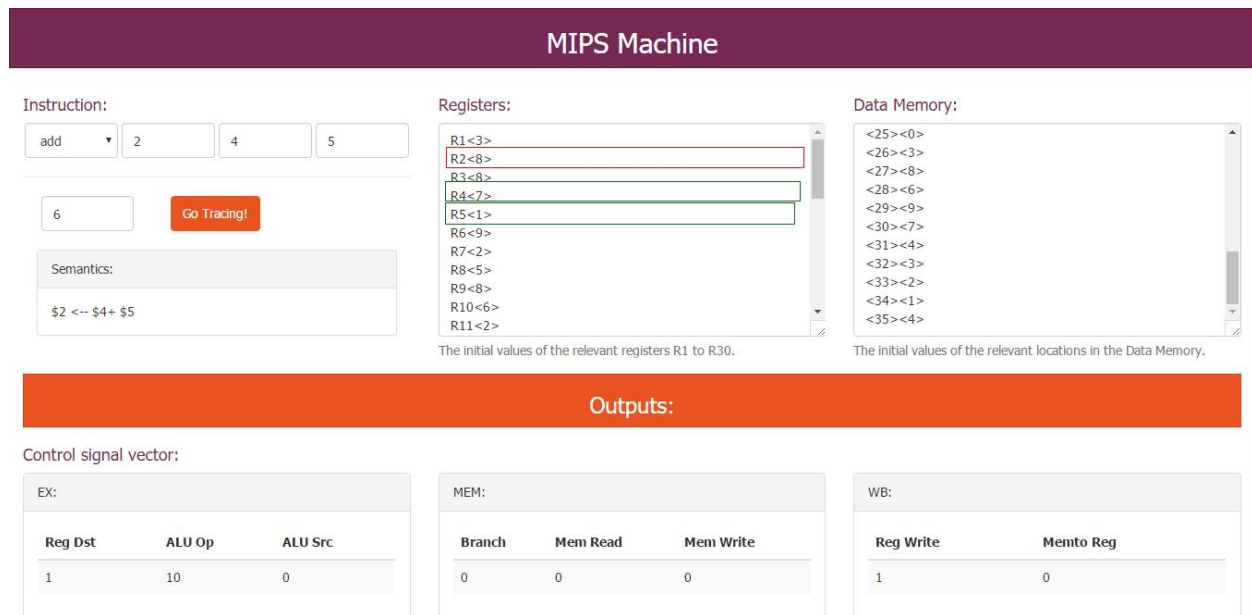 MIPS Machine
Instruction:
add 2 4 5
6 Go Tracing!
Semantics:
$2 <-- $4+ $5
Registers:
R1<3>
R2<8>
R3<8>
R4<7>
R5<1>
R6<9>
R7<2>
R8<5>
R9<8>
R10<6>
R11<2>
The initial values of the relevant registers R1 to R30.
Data Memory:
<25><0>
<26><3>
<27><8>
<28><6>
<29><9>
<30><7>
<31><4>
<32><3>
<33><2>
<34><1>
<35><4>
The initial values of the relevant locations in the Data Memory.
Outputs:
Control signal vector:
EX:
Reg Dst ALU Op ALU Src
1 10 0
MEM:
Branch Mem Read Mem Write
0 0 0
WB:
Reg Write Memto Reg
1 0